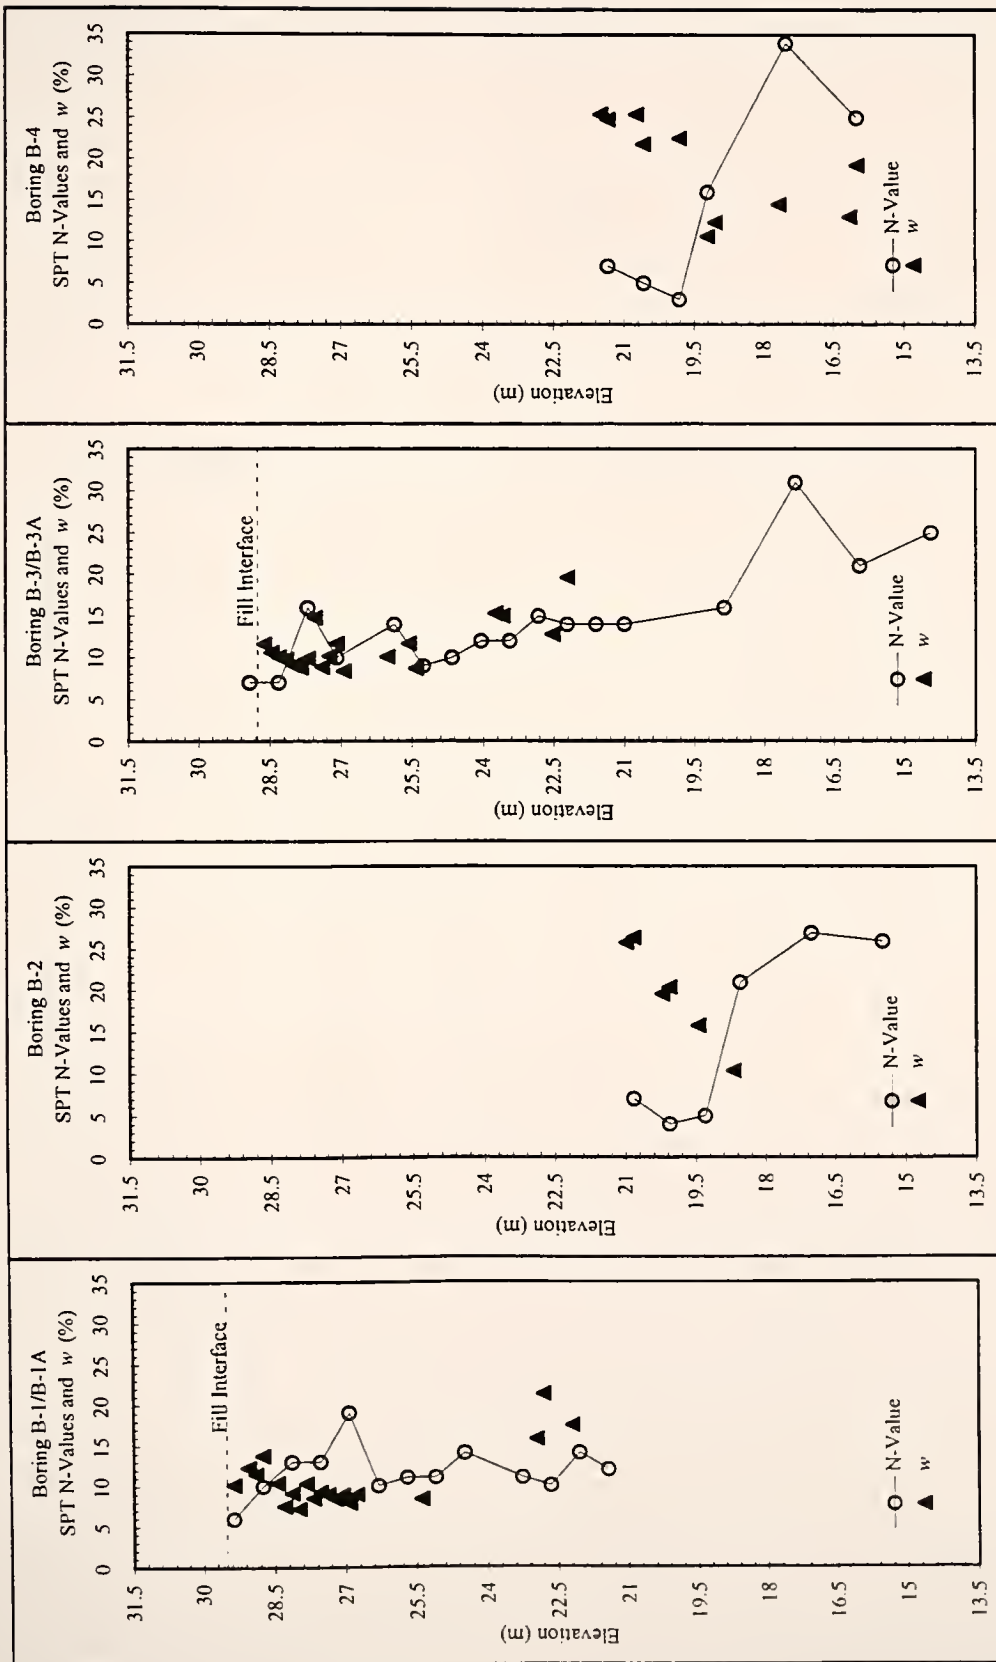 Boring B-1/B-1A
SPT N-Values and w (%)
0 5 10 15 20 25 30 35
31.5
30
28.5
27
25.5
24
22.5
21
19.5
18
16.5
15
13.5
Elevation (m)
Fill Interface
N-Value
w
Boring B-2
SPT N-Values and w (%)
0 5 10 15 20 25 30 35
31.5
30
28.5
27
25.5
24
22.5
21
19.5
18
16.5
15
13.5
Elevation (m)
N-Value
w
Boring B-3/B-3A
SPT N-Values and w (%)
0 5 10 15 20 25 30 35
31.5
30
28.5
27
25.5
24
22.5
21
19.5
18
16.5
15
13.5
Elevation (m)
Fill Interface
N-Value
w
Boring B-4
SPT N-Values and w (%)
0 5 10 15 20 25 30 35
31.5
30
28.5
27
25.5
24
22.5
21
19.5
18
16.5
15
13.5
Elevation (m)
N-Value
w